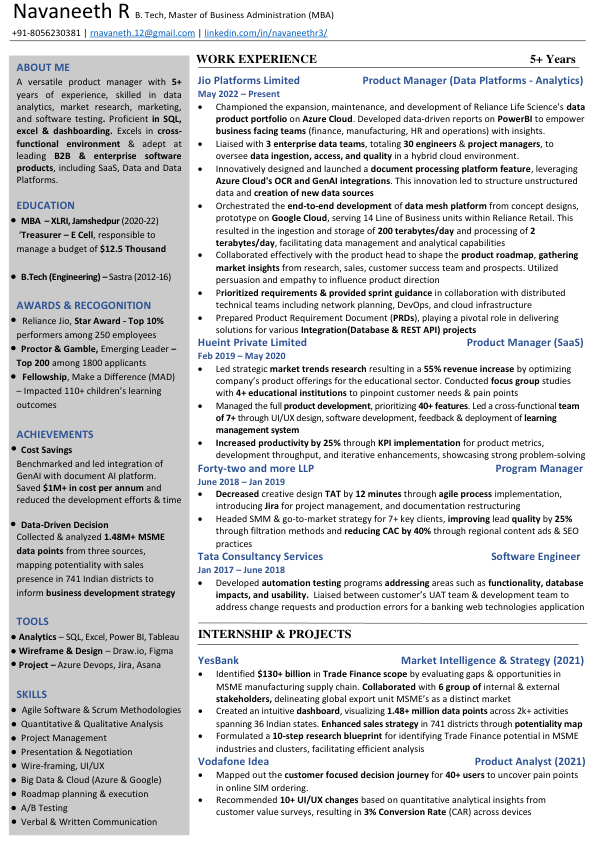 Navaneeth R B. Tech, Master of Business Administration (MBA)
+91-8056230381 | rnavaneth.12@gmail.com | linkedin.com/in/navaneethr3/
ABOUT ME
A versatile product manager with 5+
years of experience, skilled in data
analytics, market research, marketing,
and software testing. Proficient in SQL,
excel & dashboarding. Excels in cross-
functional environment & adept at
leading B2B & enterprise software
products, including SaaS, Data and Data
Platforms.
EDUCATION
● MBA – XLRI, Jamshedpur (2020-22)
'Treasurer – E Cell, responsible to
manage a budget of $12.5 Thousand
● B.Tech (Engineering) – Sastra (2012-16)
AWARDS & RECOGONITION
● Reliance Jio, Star Award - Top 10%
performers among 250 employees
● Proctor & Gamble, Emerging Leader –
Top 200 among 1800 applicants
● Fellowship, Make a Difference (MAD)
– Impacted 110+ children's learning
outcomes
ACHIEVEMENTS
● Cost Savings
Benchmarked and led integration of
GenAI with document AI platform.
Saved $1M+ in cost per annum and
reduced the development efforts & time
● Data-Driven Decision
Collected & analyzed 1.48M+ MSME
data points from three sources,
mapping potentiality with sales
presence in 741 Indian districts to
inform business development strategy
TOOLS
● Analytics – SQL, Excel, Power BI, Tableau
● Wireframe & Design – Draw.io, Figma
● Project – Azure Devops, Jira, Asana
SKILLS
● Agile Software & Scrum Methodologies
● Quantitative & Qualitative Analysis
● Project Management
● Presentation & Negotiation
● Wire-framing, UI/UX
● Big Data & Cloud (Azure & Google)
● Roadmap planning & execution
● A/B Testing
● Verbal & Written Communication
WORK EXPERIENCE 5+ Years
Jio Platforms Limited Product Manager (Data Platforms - Analytics)
May 2022 – Present
• Championed the expansion, maintenance, and development of Reliance Life Science's data
product portfolio on Azure Cloud. Developed data-driven reports on PowerBI to empower
business facing teams (finance, manufacturing, HR and operations) with insights.
• Liaised with 3 enterprise data teams, totaling 30 engineers & project managers, to
oversee data ingestion, access, and quality in a hybrid cloud environment.
• Innovatively designed and launched a document processing platform feature, leveraging
Azure Cloud's OCR and GenAI integrations. This innovation led to structure unstructured
data and creation of new data sources
• Orchestrated the end-to-end development of data mesh platform from concept designs,
prototype on Google Cloud, serving 14 Line of Business units within Reliance Retail. This
resulted in the ingestion and storage of 200 terabytes/day and processing of 2
terabytes/day, facilitating data management and analytical capabilities
• Collaborated effectively with the product head to shape the product roadmap, gathering
market insights from research, sales, customer success team and prospects. Utilized
persuasion and empathy to influence product direction
• Prioritized requirements & provided sprint guidance in collaboration with distributed
technical teams including network planning, DevOps, and cloud infrastructure
• Prepared Product Requirement Document (PRDs), playing a pivotal role in delivering
solutions for various Integration(Database & REST API) projects
Hueint Private Limited Product Manager (SaaS)
Feb 2019 – May 2020
• Led strategic market trends research resulting in a 55% revenue increase by optimizing
company's product offerings for the educational sector. Conducted focus group studies
with 4+ educational institutions to pinpoint customer needs & pain points
• Managed the full product development, prioritizing 40+ features. Led a cross-functional team
of 7+ through UI/UX design, software development, feedback & deployment of learning
management system
• Increased productivity by 25% through KPI implementation for product metrics,
development throughput, and iterative enhancements, showcasing strong problem-solving
Forty-two and more LLP Program Manager
June 2018 – Jan 2019
• Decreased creative design TAT by 12 minutes through agile process implementation,
introducing Jira for project management, and documentation restructuring
• Headed SMM & go-to-market strategy for 7+ key clients, improving lead quality by 25%
through filtration methods and reducing CAC by 40% through regional content ads & SEO
practices
Tata Consultancy Services Software Engineer
Jan 2017 – June 2018
• Developed automation testing programs addressing areas such as functionality, database
impacts, and usability. Liaised between customer's UAT team & development team to
address change requests and production errors for a banking web technologies application
INTERNSHIP & PROJECTS
YesBank Market Intelligence & Strategy (2021)
• Identified $130+ billion in Trade Finance scope by evaluating gaps & opportunities in
MSME manufacturing supply chain. Collaborated with 6 group of internal & external
stakeholders, delineating global export unit MSME's as a distinct market
• Created an intuitive dashboard, visualizing 1.48+ million data points across 2k+ activities
spanning 36 Indian states. Enhanced sales strategy in 741 districts through potentiality map
• Formulated a 10-step research blueprint for identifying Trade Finance potential in MSME
industries and clusters, facilitating efficient analysis
Vodafone Idea Product Analyst (2021)
• Mapped out the customer focused decision journey for 40+ users to uncover pain points
in online SIM ordering.
• Recommended 10+ UI/UX changes based on quantitative analytical insights from
customer value surveys, resulting in 3% Conversion Rate (CAR) across devices